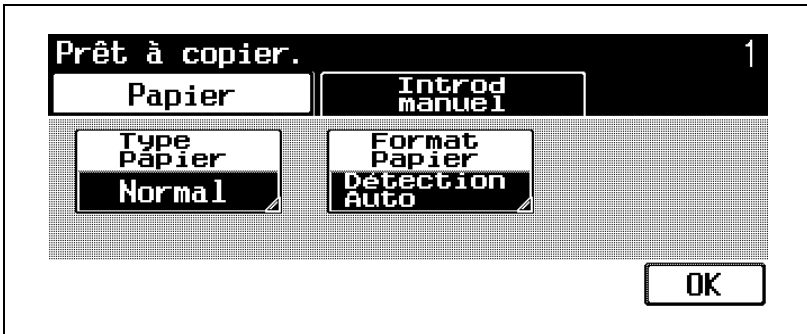 Prêt à copier. 1
Papier
Introd
manuel
Type
Papier
Normal
Format
Papier
Détection
Auto
OK